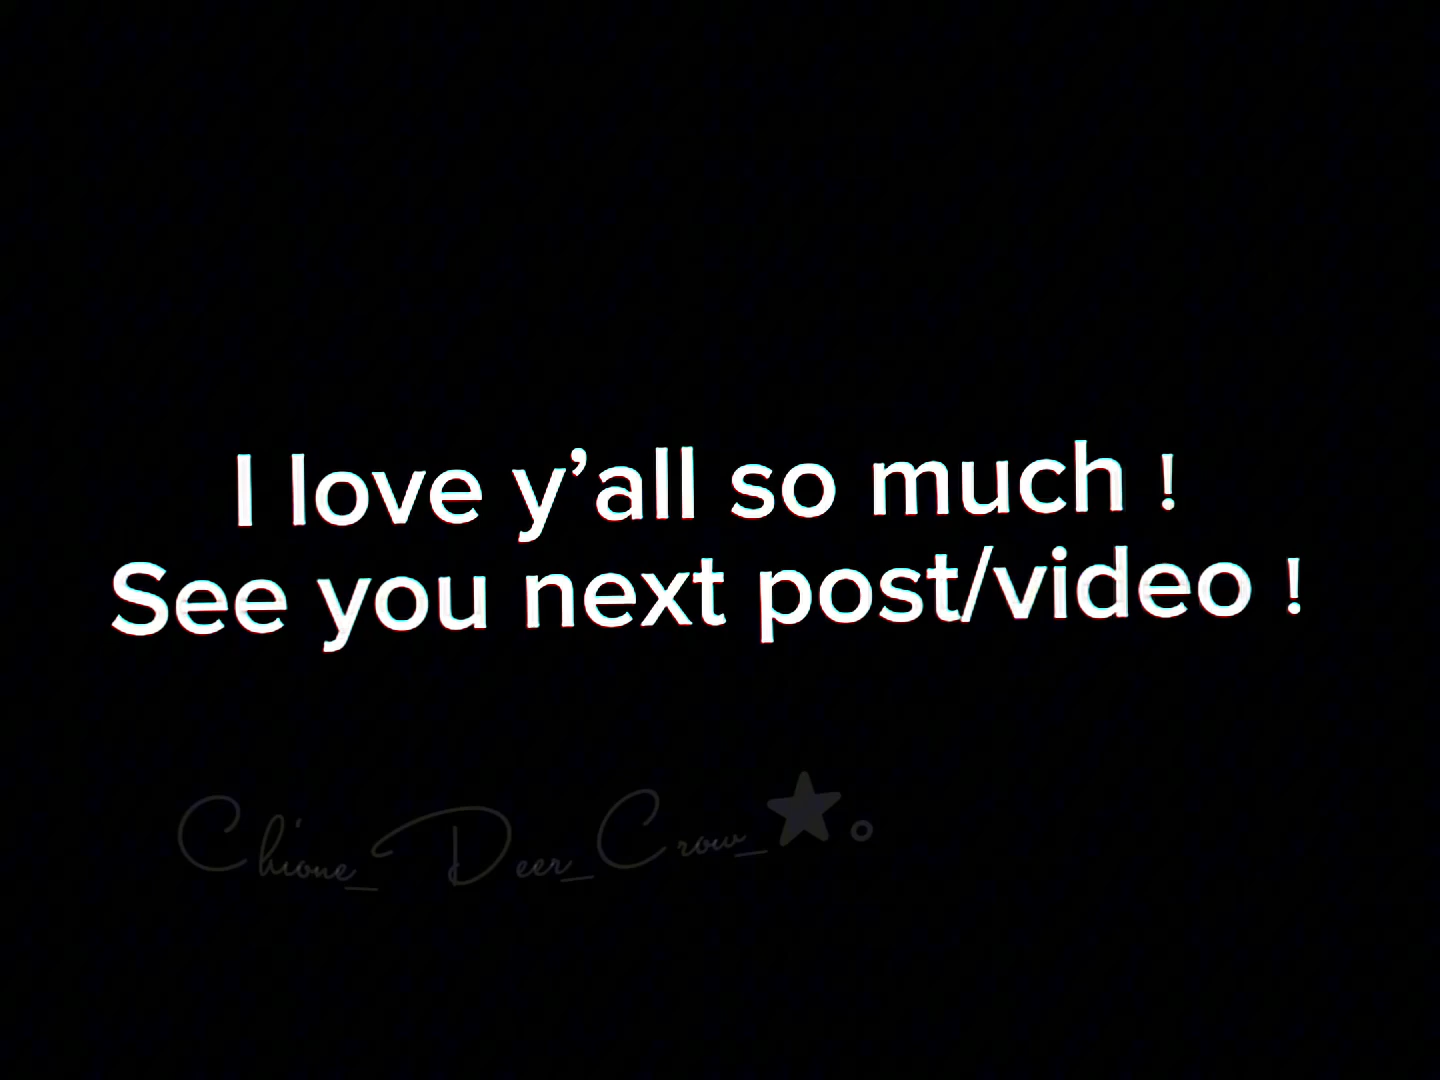 I love y’all so much !
See you next post/video !
Chione_Deer_Crow_★。